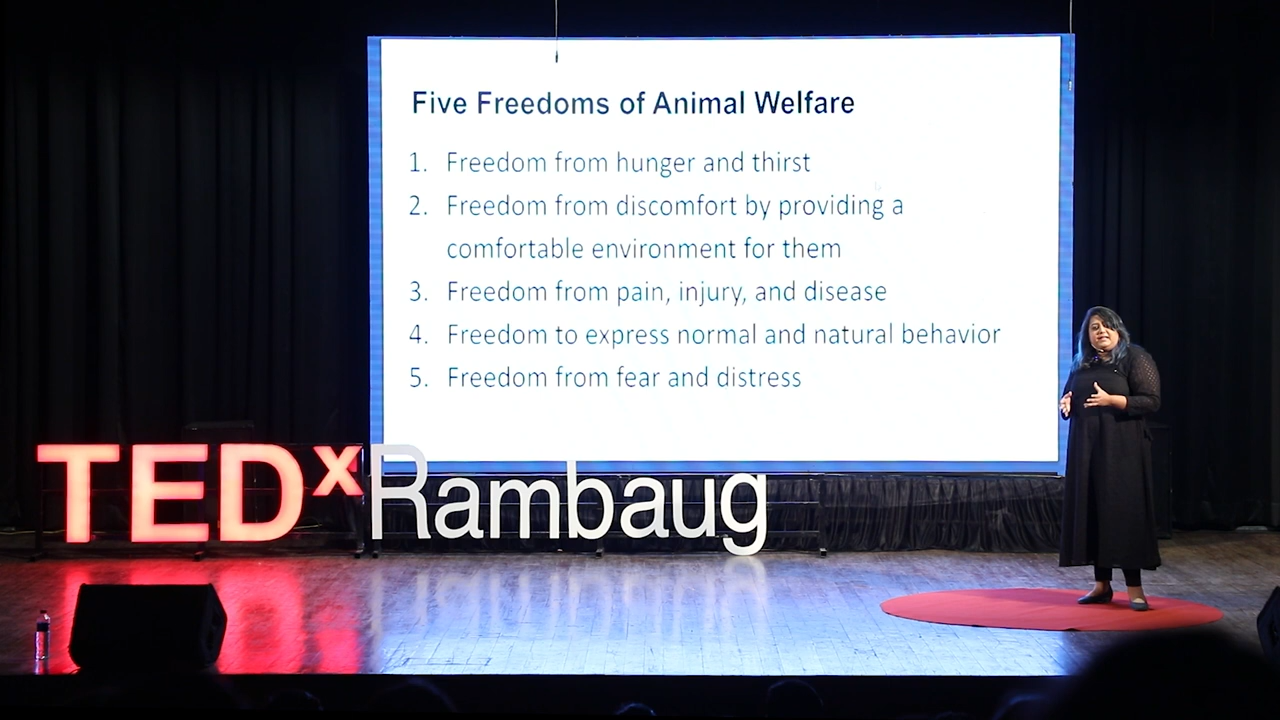 Five Freedoms of Animal Welfare
1. Freedom from hunger and thirst
2. Freedom from discomfort by providing a
comfortable environment for them
3. Freedom from pain, injury, and disease
4. Freedom to express normal and natural behavior
5. Freedom from fear and distress
TEDx Rambaug